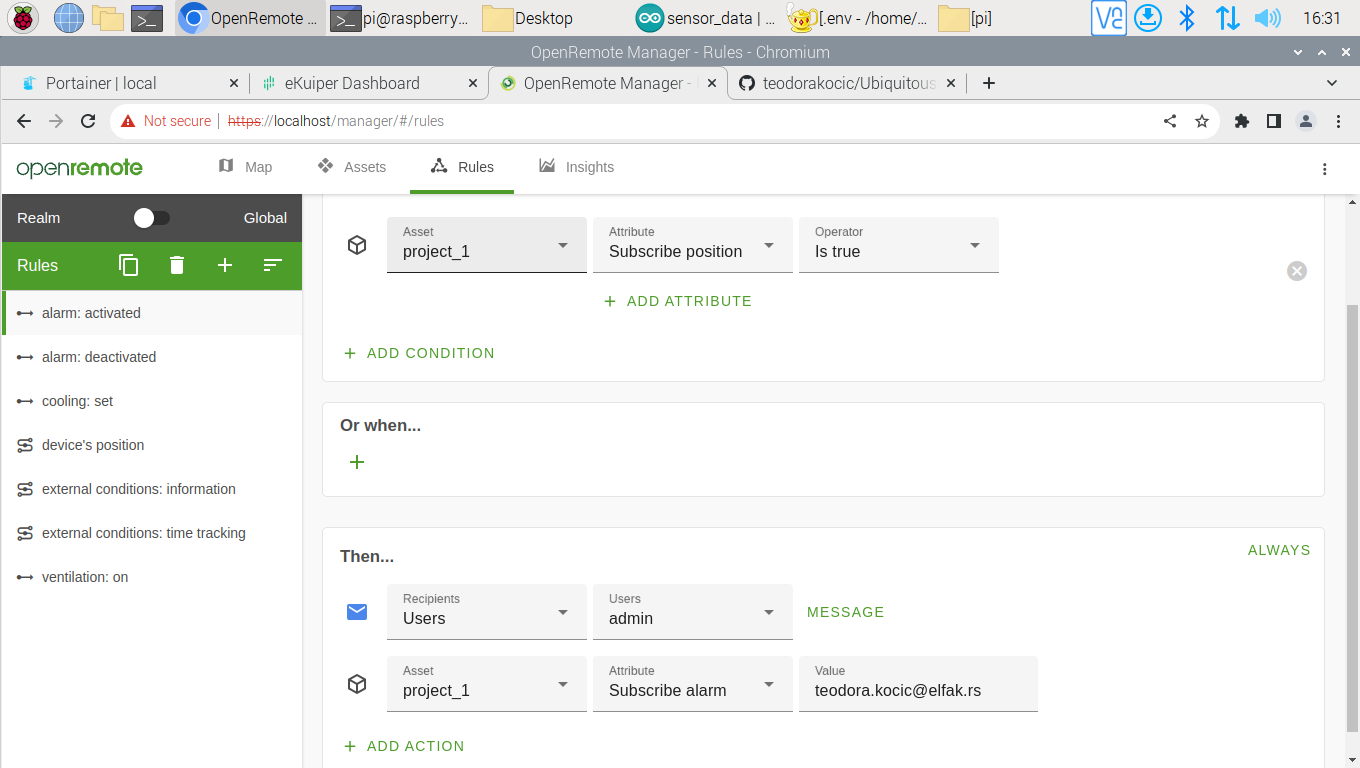 OpenRemote ...
pi@raspberry...
Desktop
sensor_data | ...
[.env - /home/...
[pi]
V2
16:31
OpenRemote Manager - Rules - Chromium
Portainer | local
eKuiper Dashboard
OpenRemote Manager -
teodorakocic/Ubiquitous
Not secure
https://localhost/manager/#/rules
openremote
Map
Assets
Rules
Insights
Realm
Global
Rules
alarm: activated
alarm: deactivated
cooling: set
device's position
external conditions: information
external conditions: time tracking
ventilation: on
Asset
project_1
Attribute
Subscribe position
Operator
Is true
ADD ATTRIBUTE
ADD CONDITION
Or when...
Then...
ALWAYS
Recipients
Users
Users
admin
MESSAGE
Asset
project_1
Attribute
Subscribe alarm
Value
teodora.kocic@elfak.rs
ADD ACTION